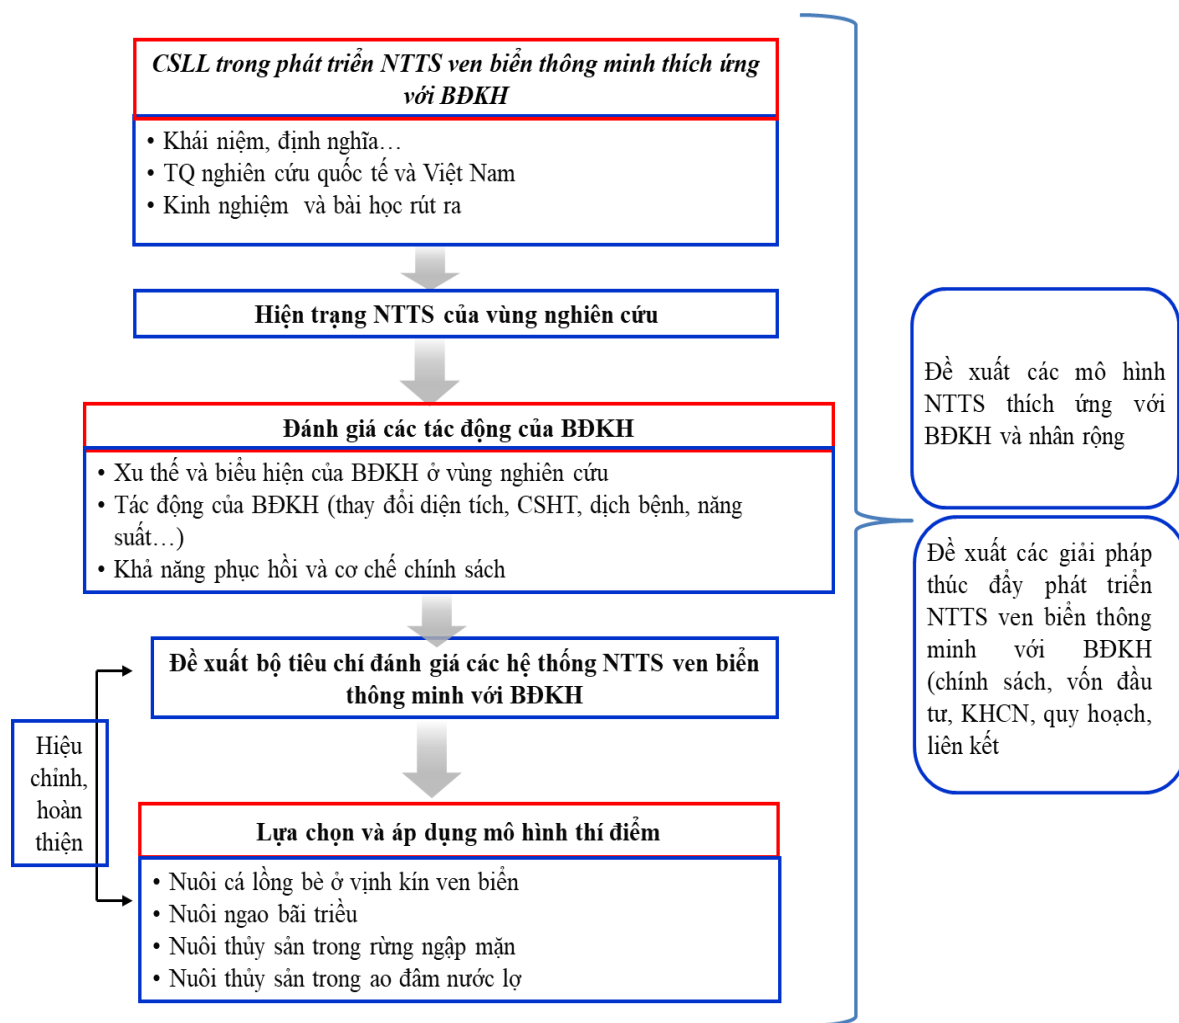 CSLL trong phát triển NTTS ven biển thông minh thích ứng
với BĐKH
• Khái niệm, định nghĩa…
• TQ nghiên cứu quốc tế và Việt Nam
• Kinh nghiệm và bài học rút ra
Hiện trạng NTTS của vùng nghiên cứu
Đánh giá các tác động của BĐKH
• Xu thế và biểu hiện của BĐKH ở vùng nghiên cứu
• Tác động của BĐKH (thay đổi diện tích, CSHT, dịch bệnh, năng
suất…)
• Khả năng phục hồi và cơ chế chính sách
Đề xuất bộ tiêu chí đánh giá các hệ thống NTTS ven biển
thông minh với BĐKH
Hiệu
chỉnh,
hoàn
thiện
Lựa chọn và áp dụng mô hình thí điểm
• Nuôi cá lồng bè ở vịnh kín ven biển
• Nuôi ngao bãi triều
• Nuôi thủy sản trong rừng ngập mặn
• Nuôi thủy sản trong ao đâm nước lợ
Đề xuất các mô hình
NTTS thích ứng với
BĐKH và nhân rộng
Đề xuất các giải pháp
thúc đẩy phát triển
NTTS ven biển thông
minh với BĐKH
(chính sách, vốn đầu
tư, KHCN, quy hoạch,
liên kết